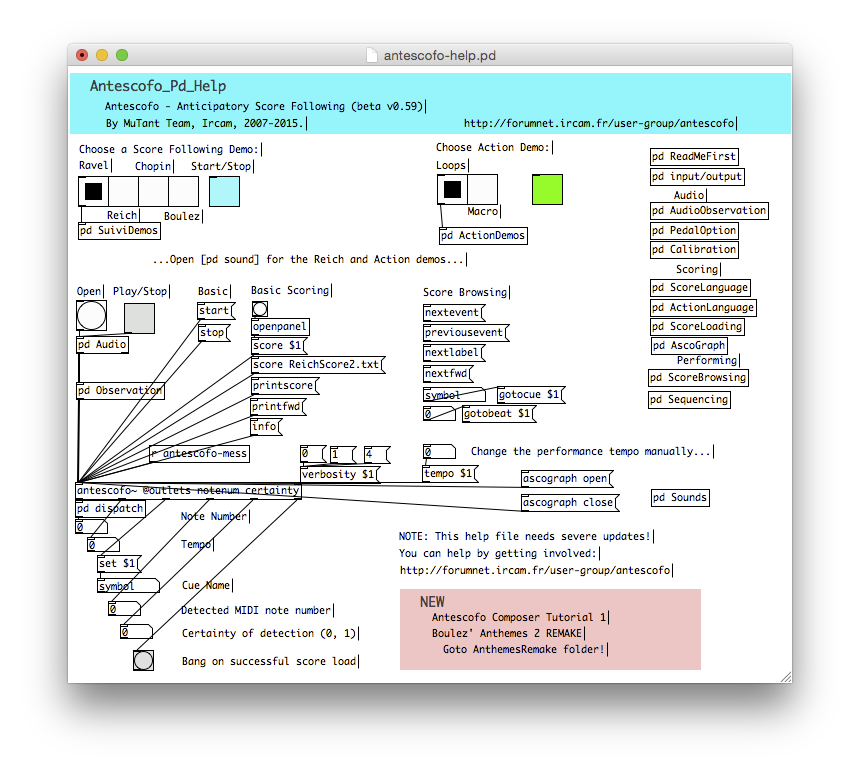 antescofo-help.pd
Antescofo_Pd_Help
Antescofo - Anticipatory Score Following (beta v0.59)
By MuTant Team, Ircam, 2007-2015.
http://forumnet.ircam.fr/user-group/antescofo
Choose a Score Following Demo:
Ravel
Chopin
Start/Stop
Reich
Boulez
pd SuiviDemos
Choose Action Demo:
Loops
Macro
pd ActionDemos
...Open [pd sound] for the Reich and Action demos...
pd ReadMeFirst
pd input/output
Audio
pd AudioObservation
pd PedalOption
pd Calibration
Scoring
pd ScoreLanguage
pd ActionLanguage
pd ScoreLoading
pd AscoGraph
Performing
pd ScoreBrowsing
pd Sequencing
Open
Play/Stop
pd Audio
pd Observation
Basic
start
stop
Basic Scoring
openpanel
score $1
score ReichScore2.txt
printscore
printfwd
info
Score Browsing
nextevent
previousevent
nextlabel
nextfwd
symbol
gotocue $1
0
gotobeat $1
r antescofo-mess
0
1
4
verbosity $1
0
Change the performance tempo manually...
tempo $1
ascograph open
ascograph close
pd Sounds
antescofo~ @outlets notenum certainty
pd dispatch
0
Note Number
0
Tempo
set $1
symbol
Cue Name
0
Detected MIDI note number
0
Certainty of detection (0, 1)
Bang on successful score load
NOTE: This help file needs severe updates!
You can help by getting involved:
http://forumnet.ircam.fr/user-group/antescofo
NEW
Antescofo Composer Tutorial 1
Boulez' Anthemes 2 REMAKE
Goto AnthemesRemake folder!